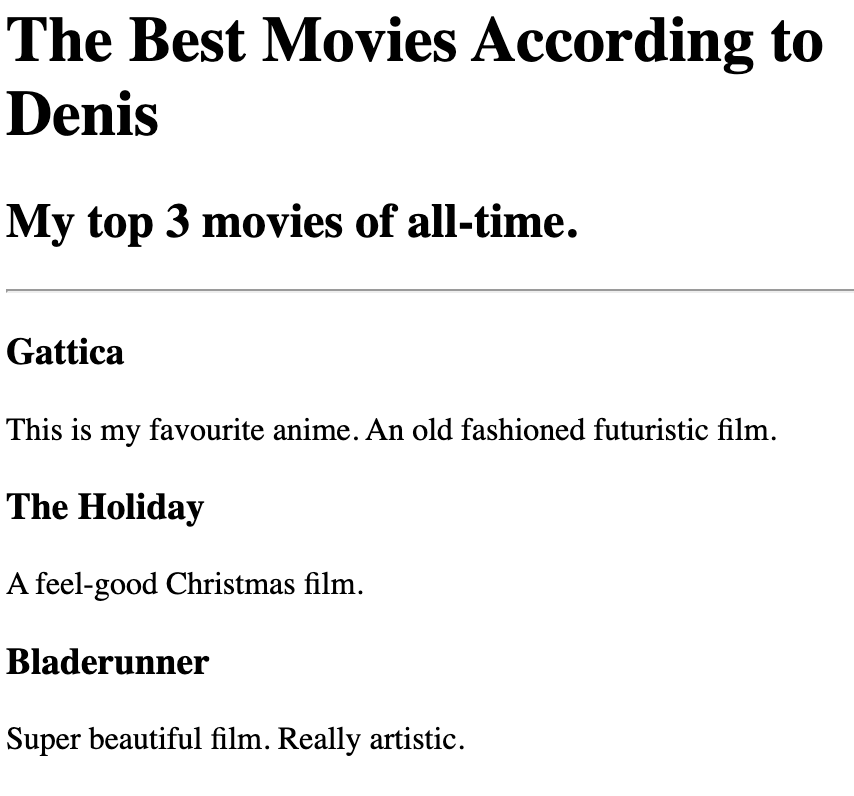 The Best Movies According to
Denis
My top 3 movies of all-time.
Gattica
This is my favourite anime. An old fashioned futuristic film.
The Holiday
A feel-good Christmas film.
Bladerunner
Super beautiful film. Really artistic.